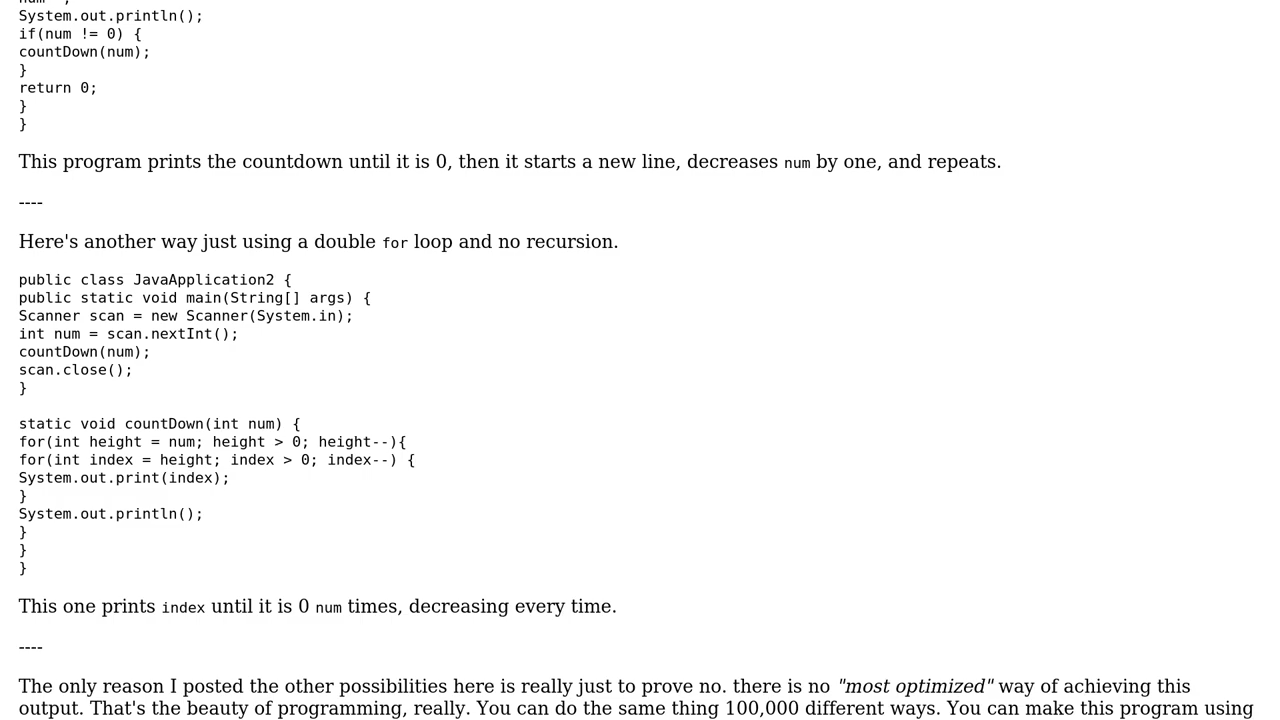 System.out.println();
if(num != 0) {
countDown(num);
}
return 0;
}
}
This program prints the countdown until it is 0, then it starts a new line, decreases num by one, and repeats.
----
Here's another way just using a double for loop and no recursion.
public class JavaApplication2 {
public static void main(String[] args) {
Scanner scan = new Scanner(System.in);
int num = scan.nextInt();
countDown(num);
scan.close();
}
static void countDown(int num) {
for(int height = num; height > 0; height--){
for(int index = height; index > 0; index--) {
System.out.print(index);
}
System.out.println();
}
}
}
This one prints index until it is 0 num times, decreasing every time.
----
The only reason I posted the other possibilities here is really just to prove no. there is no "most optimized" way of achieving this
output. That's the beauty of programming, really. You can do the same thing 100,000 different ways. You can make this program using